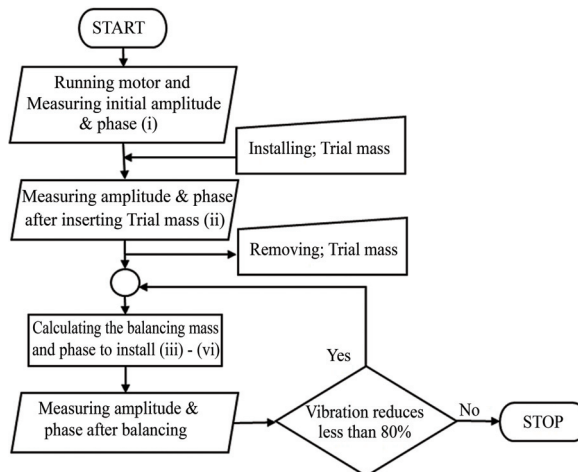 START
Running motor and
Measuring initial amplitude
& phase (i)
Installing; Trial mass
Measuring amplitude & phase
after inserting Trial mass (ii)
Removing; Trial mass
Calculating the balancing mass
and phase to install (iii) - (vi)
Yes
Measuring amplitude &
phase after balancing
Vibration reduces
less than 80%
No
STOP